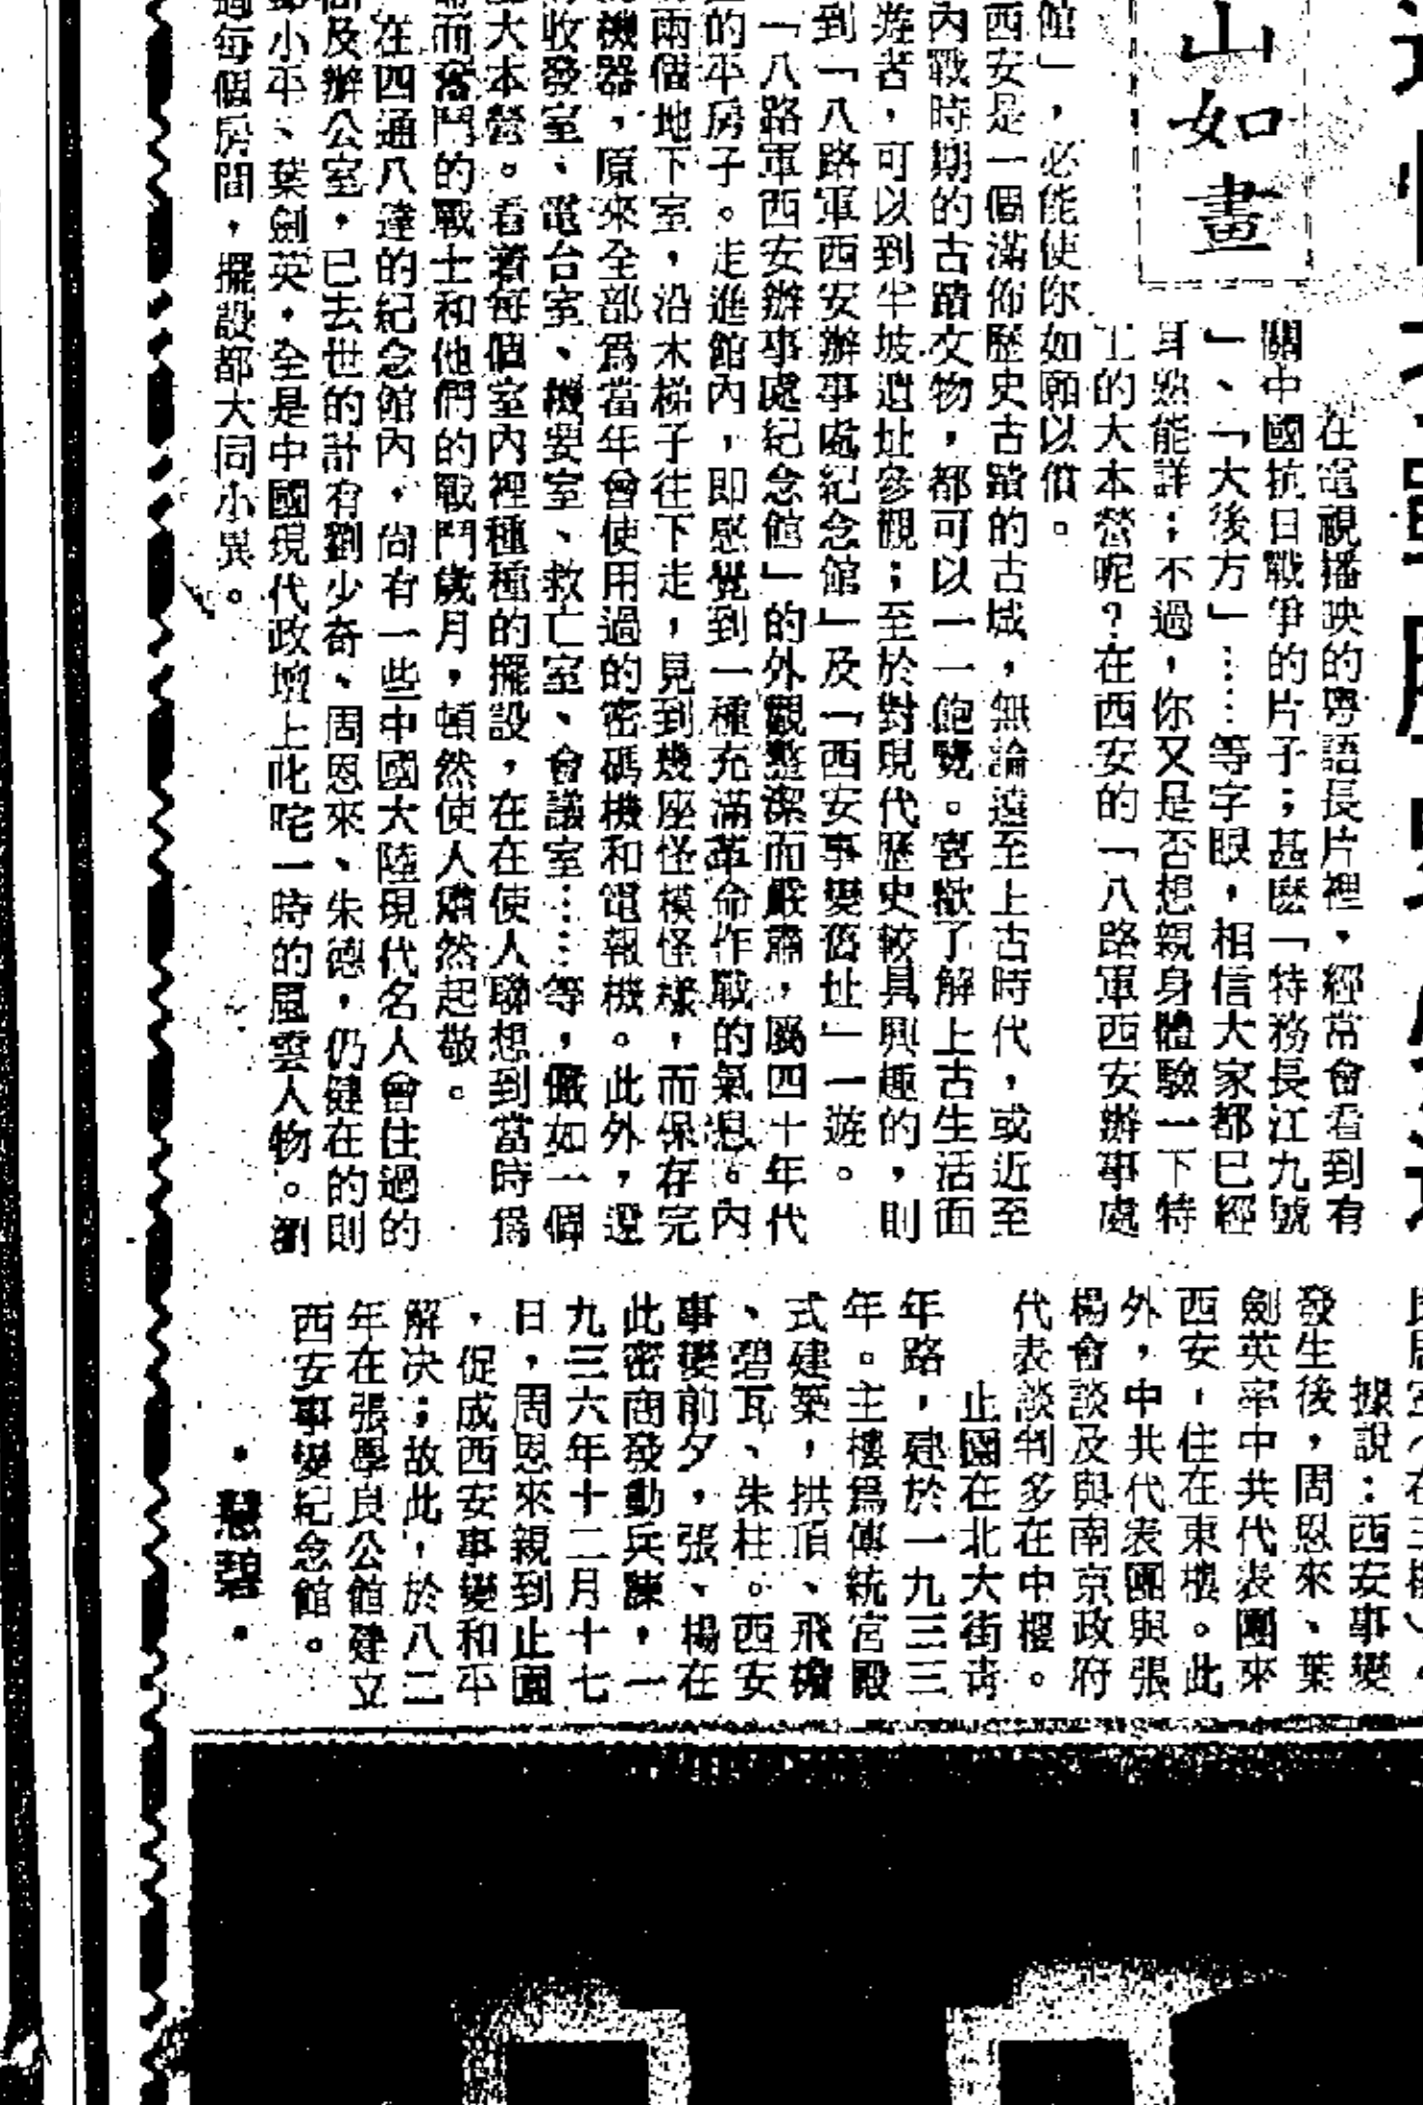 山如畫
在電視播映的粵語長片裡，經常會看到有
關中國抗日戰爭的片子；甚麼「特務長江九號
」、「大後方」……等字眼，相信大家都已經
耳熟能詳；不過，你又是否想親身體驗一下特
工的大本營呢？在西安的「八路軍西安辦事處
館」，必能使你如願以償。
西安是一個滿佈歷史古蹟的古城，無論遠至上古時代，或近至
內戰時期的古蹟文物，都可以一一飽覽。喜歡了解上古生活面
遊者，可以到半坡遺址參觀；至於對現代歷史較具興趣的，則
到「八路軍西安辦事處紀念館」及「西安事變舊址」一遊。
「八路軍西安辦事處紀念館」的外觀整潔而嚴肅，屬四十年代
的平房子。走進館內，即感覺到一種充滿革命作戰的氣息。內
兩個地下室，沿木梯子往下走，見到幾座怪模怪樣，而保存完
機器，原來全部爲當年會使用過的密碼機和電報機。此外，還
收發室、電台室、機要室、救亡室、會議室……等，儼如一個
大本營。看着每個室內裡種種的擺設，在在使人聯想到當時爲
而奮鬥的戰士和他們的戰鬥歲月，頓然使人肅然起敬。
在四通八達的紀念館內，尚有一些中國大陸現代名人會住過的
及辦公室，已去世的計有劉少奇、周恩來、朱德，仍健在的則
小平、葉劍英，全是中國現代政壇上叱咤一時的風雲人物。劉
過每個房間，擺設都大同小異。
據說：西安事變
發生後，周恩來、葉
劍英率中共代表團來
西安，住在東樓。此
外，中共代表團與張
楊會談及與南京政府
代表談判多在中樓。
止園在北大街青
年路，建於一九三三
年。主樓爲傳統宮殿
式建築，拱頂、飛檐
、碧瓦、朱柱。西安
事變前夕，張、楊在
此密商發動兵諫，一
九三六年十二月十七
日，周恩來親到止園
，促成西安事變和平
解决；故此，於八二
年在張學良公館建立
西安事變紀念館。
・慧碧・